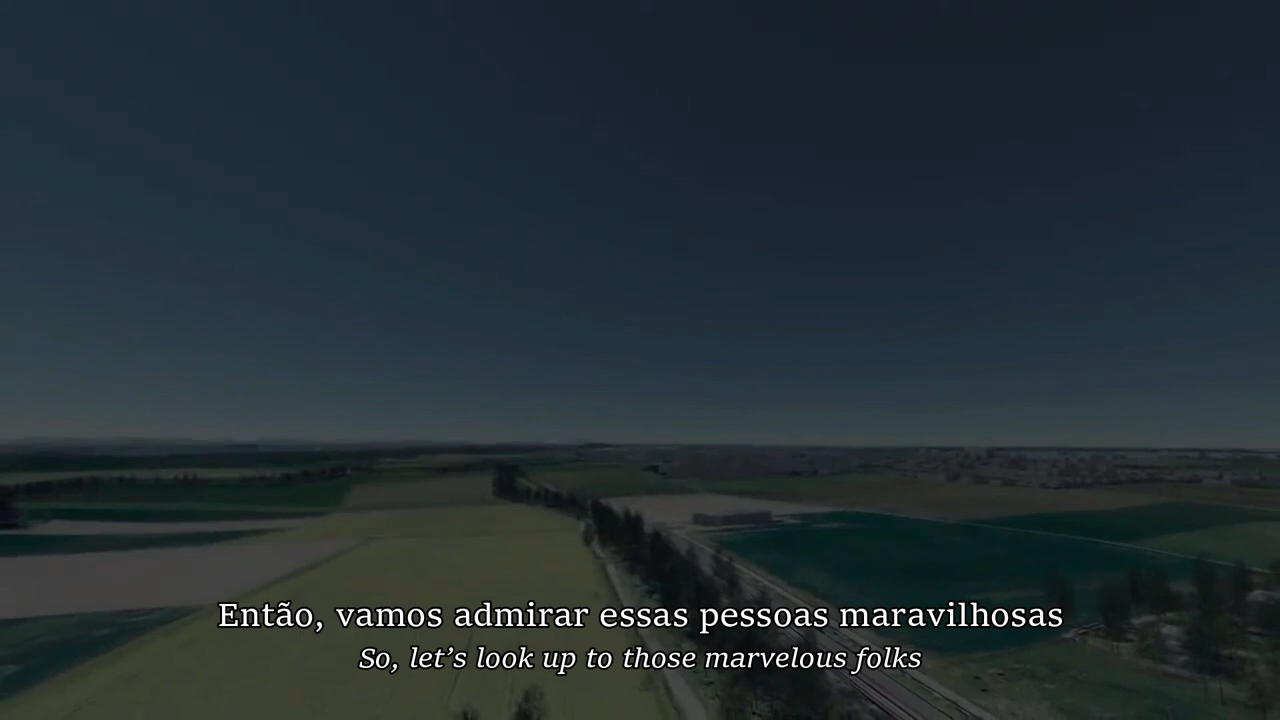 Então, vamos admirar essas pessoas maravilhosas
So, let’s look up to those marvelous folks